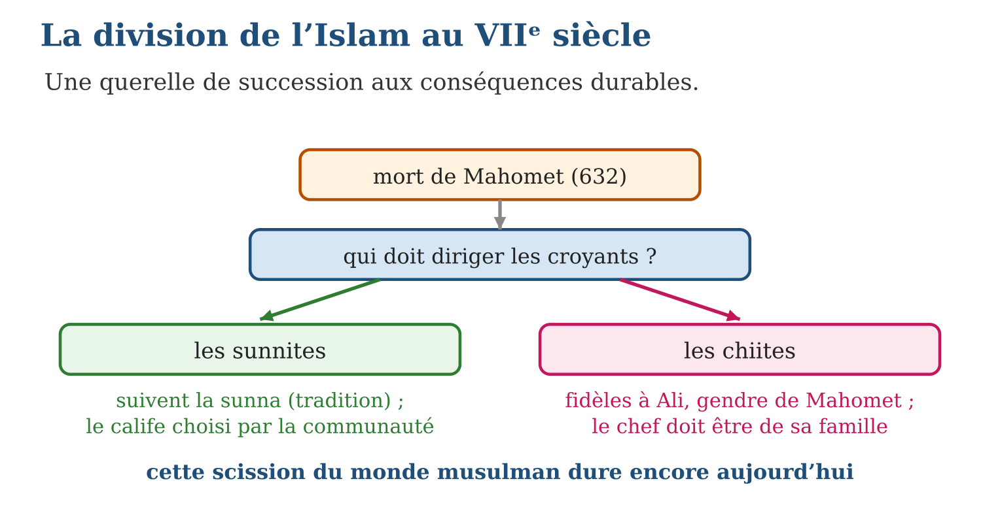 La division de l’Islam au VIIᵉ siècle
Une querelle de succession aux conséquences durables.
mort de Mahomet (632)
qui doit diriger les croyants ?
les sunnites
les chiites
suivent la sunna (tradition) ;
le calife choisi par la communauté
fidèles à Ali, gendre de Mahomet ;
le chef doit être de sa famille
cette scission du monde musulman dure encore aujourd’hui